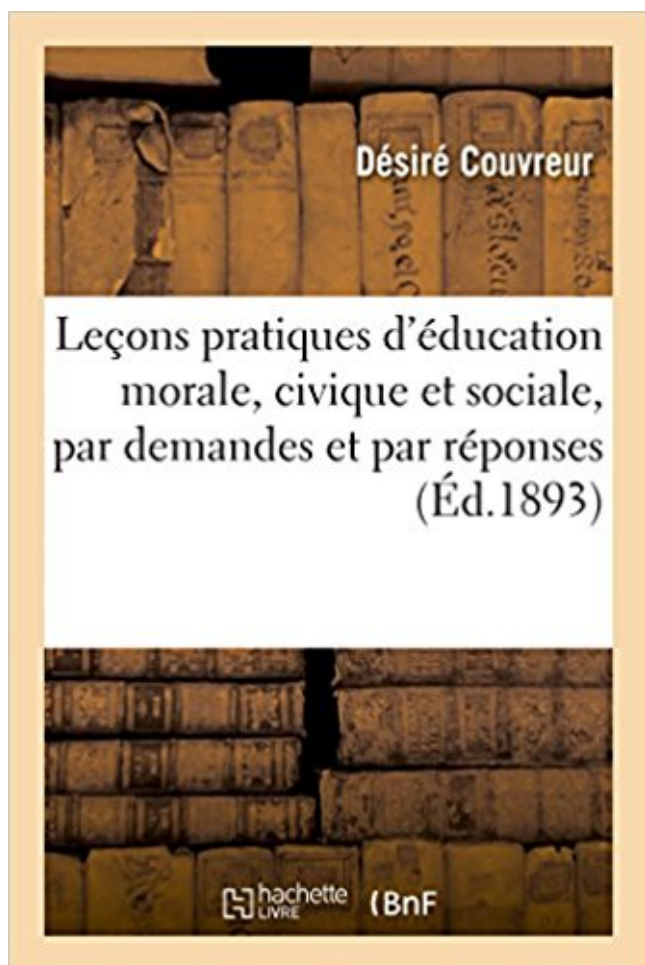 Désiré Couvreur
Leçons pratiques d'éducation
morale, civique et sociale,
par demandes et par réponses
(Éd.1893)
hachette
LIVRE
(BnF